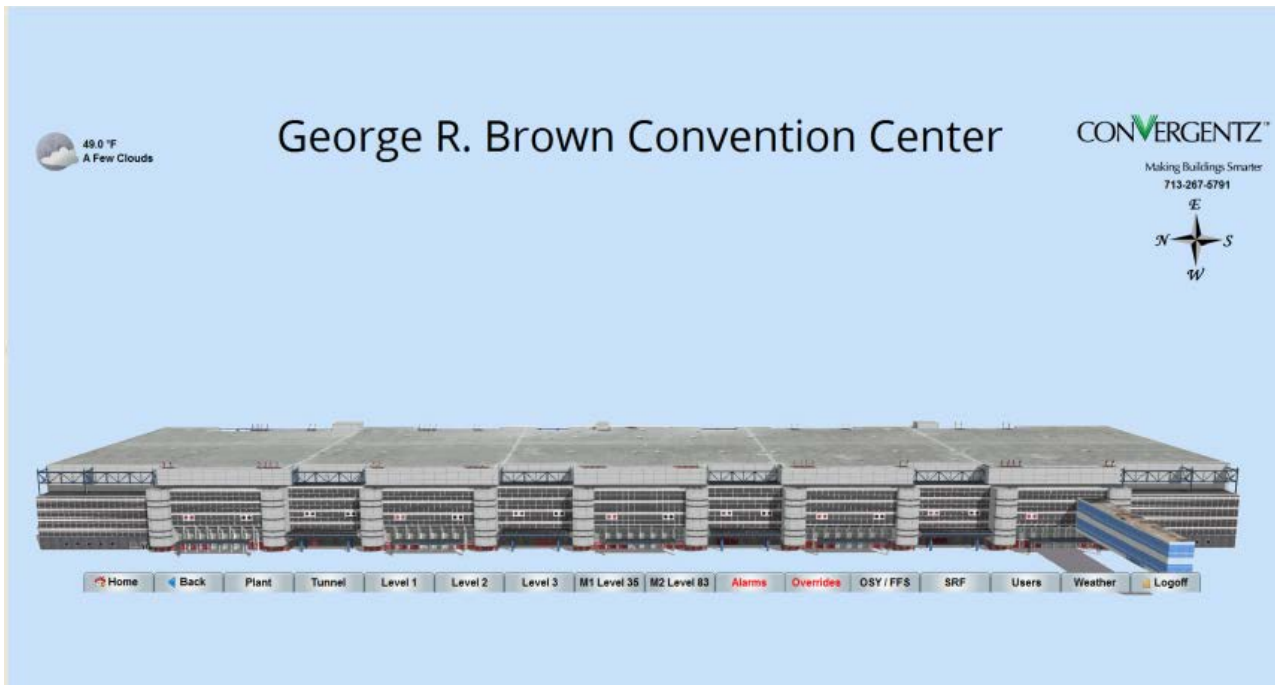 George R. Brown Convention Center
49.0 °F
A Few Clouds
CONVERGENTZ™
Making Buildings Smarter
713-267-5791
E
N S
W
Home Back Plant Tunnel Level 1 Level 2 Level 3 M1 Level 35 M2 Level 83 Alarms Overrides OSY / FFS SRF Users Weather Logoff